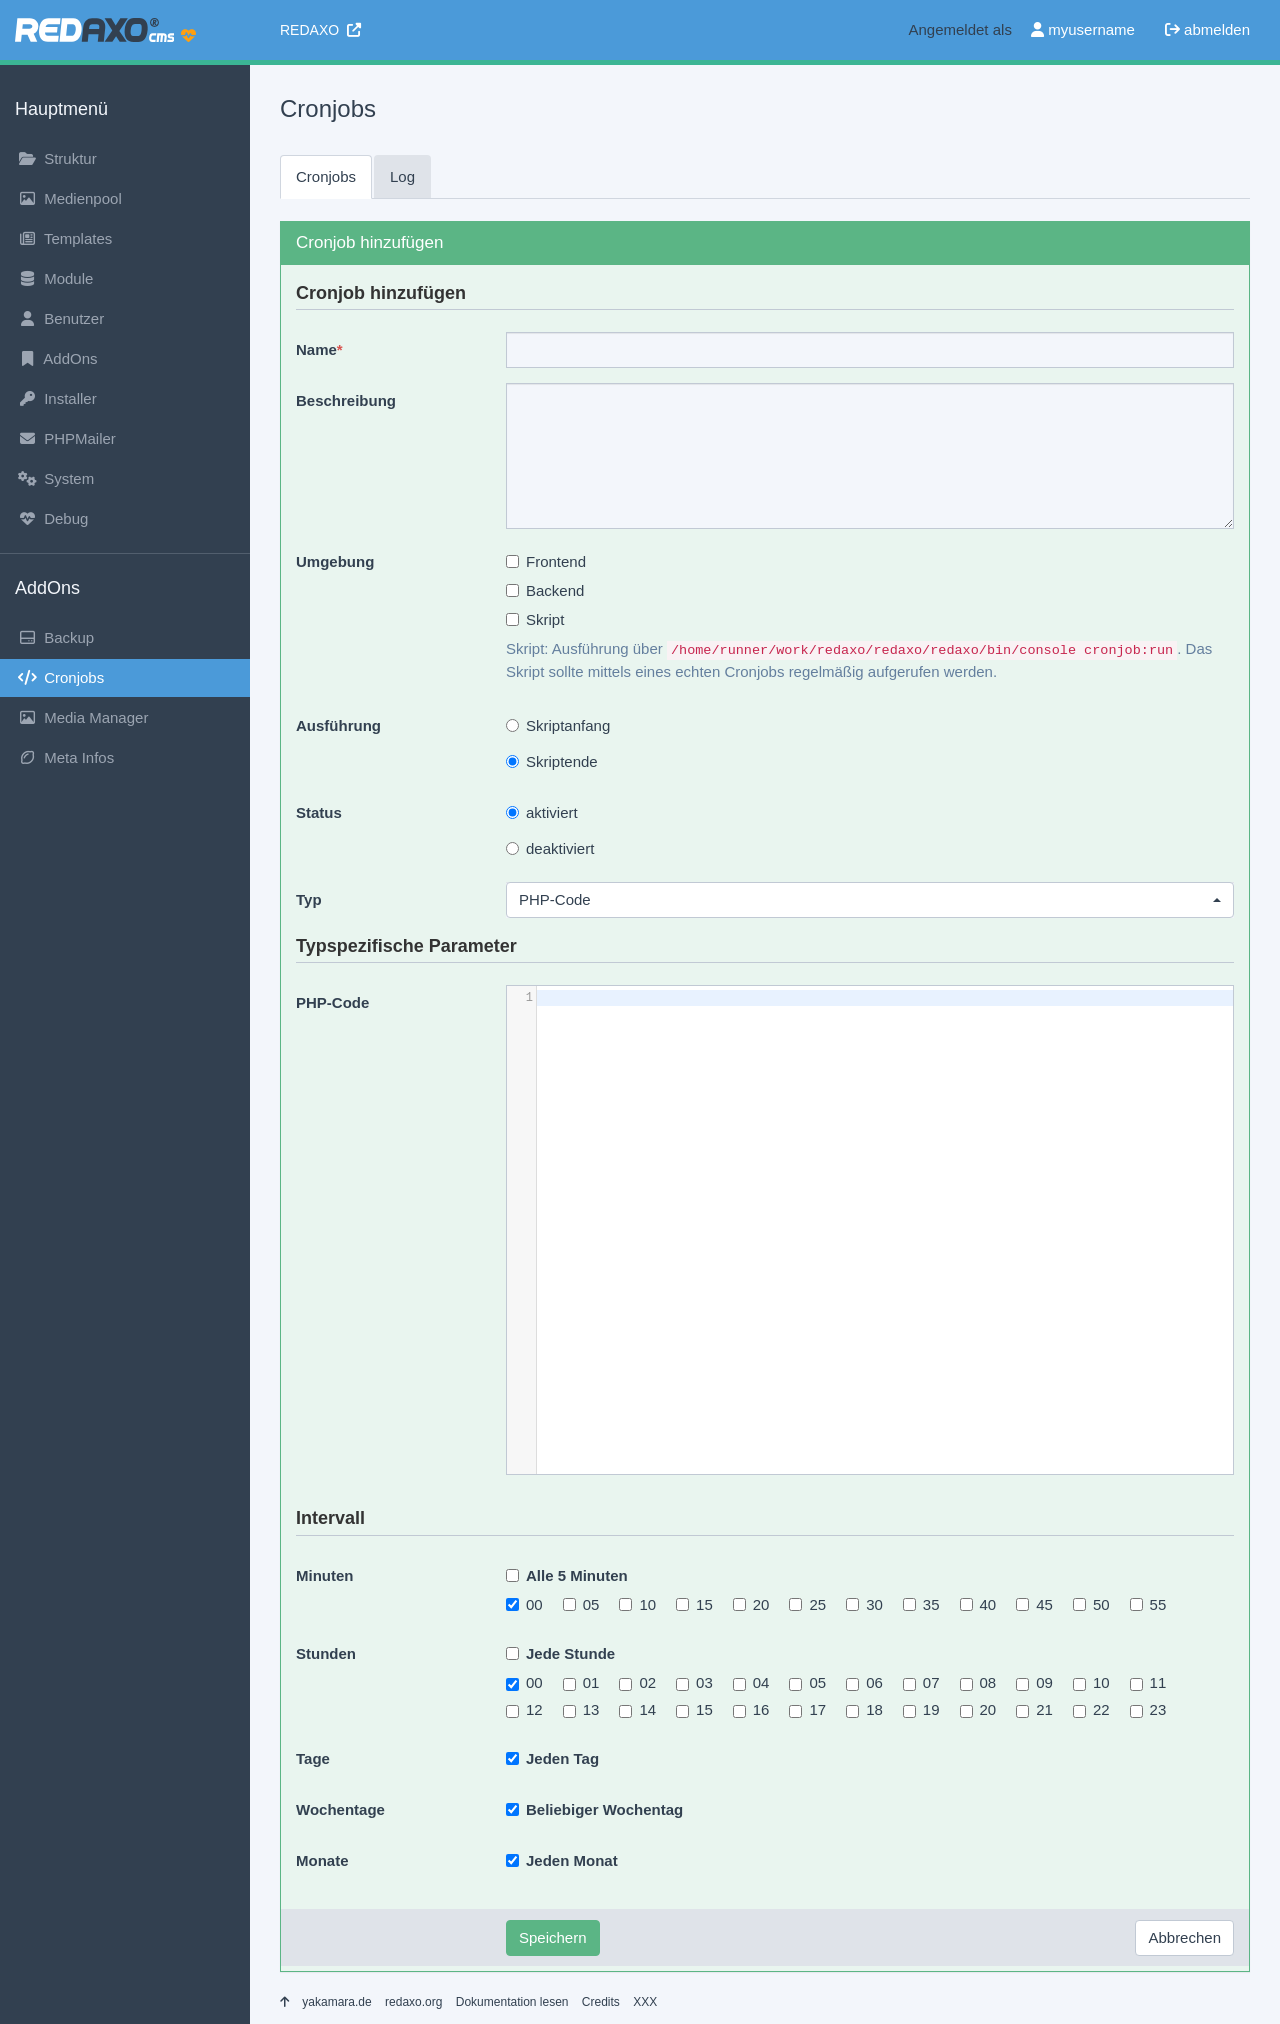 REDAXO® cms
REDAXO
Angemeldet als myusername abmelden
Hauptmenü
Struktur
Medienpool
Templates
Module
Benutzer
AddOns
Installer
PHPMailer
System
Debug
AddOns
Backup
Cronjobs
Media Manager
Meta Infos
Cronjobs
Cronjobs Log
Cronjob hinzufügen
Cronjob hinzufügen
Name*
Beschreibung
Umgebung
Frontend
Backend
Skript
Skript: Ausführung über /home/runner/work/redaxo/redaxo/redaxo/bin/console cronjob:run. Das
Skript sollte mittels eines echten Cronjobs regelmäßig aufgerufen werden.
Ausführung
Skriptanfang
Skriptende
Status
aktiviert
deaktiviert
Typ
PHP-Code
Typspezifische Parameter
PHP-Code
1
Intervall
Minuten
Alle 5 Minuten
00 05 10 15 20 25 30 35 40 45 50 55
Stunden
Jede Stunde
00 01 02 03 04 05 06 07 08 09 10 11
12 13 14 15 16 17 18 19 20 21 22 23
Tage
Jeden Tag
Wochentage
Beliebiger Wochentag
Monate
Jeden Monat
Speichern
Abbrechen
yakamara.de redaxo.org Dokumentation lesen Credits XXX